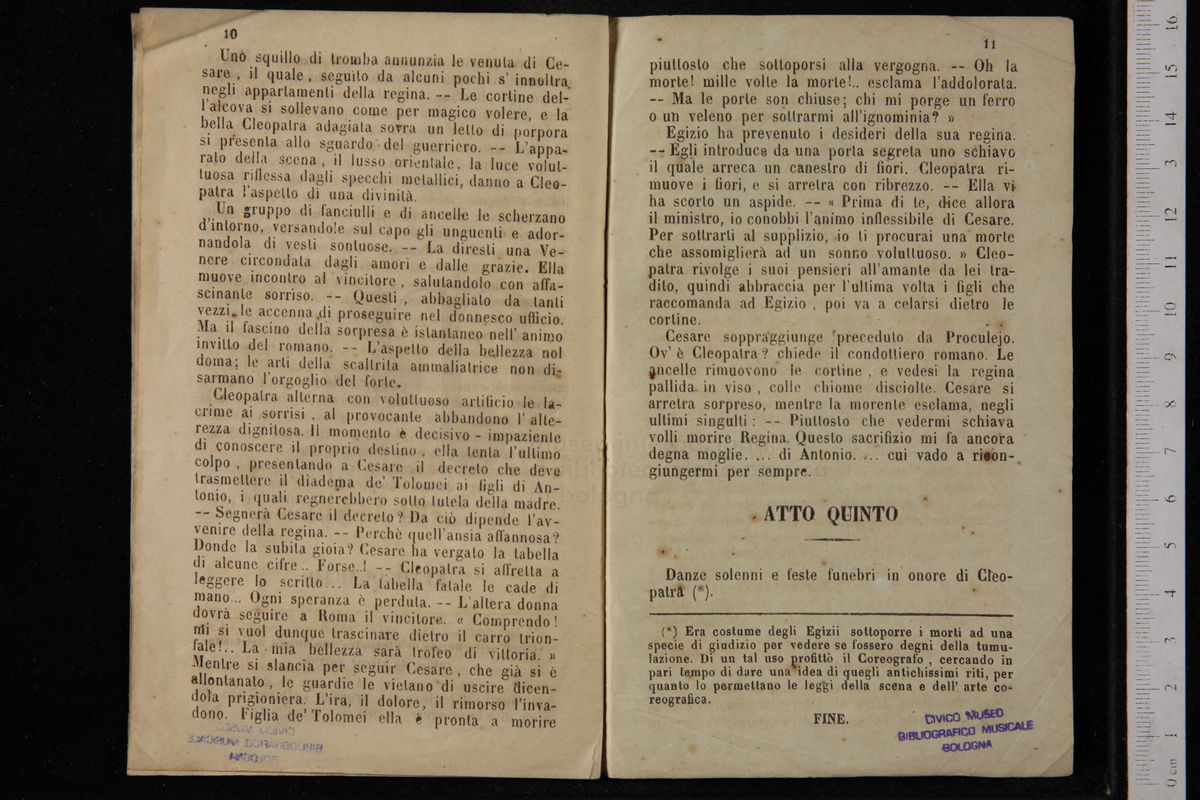 10
Uno squillo di tromba annunzia le venuta di Ce-
sare, il quale, seguito da alcuni pochi s' innoltra
negli appartamenti della regina. -- Le cortine del-
l'alcova si sollevano come per magico volere, e la
bella Cleopatra adagiata sovra un letto di porpora
si presenta allo sguardo del guerriero. -- L'appa-
rato della scena, il lusso orientale, la luce volut-
tuosa riflessa dagli specchi metallici, danno a Cleo-
patra l'aspetto di una divinità.
Un gruppo di fanciulli e di ancelle le scherzano
d'intorno, versandole sul capo gli unguenti e ador-
nandola di vesti sontuose. -- La diresti una Ve-
nere circondata dagli amori e dalle grazie. Ella
muove incontro al vincitore, salutandolo con affa-
scinante sorriso. -- Questi, abbagliato da tanti
vezzi, le accenna di proseguire nel donnesco ufficio.
Ma il fascino della sorpresa è istantaneo nell' animo
invitto del romano. -- L'aspetto della bellezza nol
doma; le arti della scaltrita ammaliatrice non di-
sarmano l'orgoglio del forte.
Cleopatra alterna con voluttuoso artificio le la-
crime ai sorrisi, al provocante abbandono l' alte-
rezza dignitosa. Il momento è decisivo - impaziente
di conoscere il proprio destino, ella tenta l'ultimo
colpo, presentando a Cesare il decreto che deve
trasmettere il diadema de' Tolomei ai figli di An-
tonio, i quali regnerebbero sotto tutela della madre.
-- Segnerà Cesare il decreto? Da ciò dipende l'av-
venire della regina. -- Perchè quell'ansia affannosa?
Donde la subita gioia? Cesare ha vergato la tabella
di alcune cifre... Forse..! -- Cleopatra si affretta a
leggere lo scritto... La tabella fatale le cade di
mano... Ogni speranza è perduta. -- L'altera donna
dovrà seguire a Roma il vincitore. « Comprendo!
mi si vuol dunque trascinare dietro il carro trion-
fale!.. La mia bellezza sarà trofeo di vittoria. »
Mentre si slancia per seguir Cesare, che già si è
allontanato, le guardie le vietano di uscire dicen-
dola prigioniera. L'ira, il dolore, il rimorso l'inva-
dono. Figlia de' Tolomei ella è pronta a morire
11
piuttosto che sottoporsi alla vergogna. -- Oh la
morte! mille volte la morte!.. esclama l'addolorata.
-- Ma le porte son chiuse; chi mi porge un ferro
o un veleno per sottrarmi all'ignominia? »
Egizio ha prevenuto i desideri della sua regina.
-- Egli introduce da una porta segreta uno schiavo
il quale arreca un canestro di fiori. Cleopatra ri-
muove i fiori, e si arretra con ribrezzo. -- Ella vi
ha scorto un aspide. -- « Prima di te, dice allora
il ministro, io conobbi l'animo inflessibile di Cesare.
Per sottrarti al supplizio, io ti procurai una morte
che assomiglierà ad un sonno voluttuoso. » Cleo-
patra rivolge i suoi pensieri all'amante da lei tra-
dito, quindi abbraccia per l'ultima volta i figli che
raccomanda ad Egizio, poi va a celarsi dietro le
cortine.
Cesare soppraggiunge preceduto da Proculejo.
Ov' è Cleopatra? chiede il condottiero romano. Le
ancelle rimuovono le cortine, e vedesi la regina
pallida in viso, colle chiome disciolte. Cesare si
arretra sorpreso, mentre la morente esclama, negli
ultimi singulti: -- Piuttosto che vedermi schiava
volli morire Regina. Questo sacrifizio mi fa ancora
degna moglie. ... di Antonio. ... cui vado a ricon-
giungermi per sempre.
ATTO QUINTO
Danze solenni e feste funebri in onore di Cleo-
patra (*).
(*) Era costume degli Egizii sottoporre i morti ad una
specie di giudizio per vedere se fossero degni della tumu-
lazione. Di un tal uso profittò il Coreografo, cercando in
pari tempo di dare una idea di quegli antichissimi riti, per
quanto lo permettano le leggi della scena e dell' arte co-
reografica.
FINE.
CIVICO MUSEO
BIBLIOGRAFICO MUSICALE
BOLOGNA
0 cm 1 2 3 4 5 6 7 8 9 10 11 12 13 14 15 16